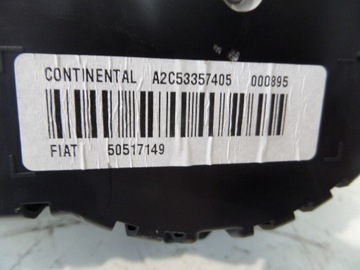 CONTINENTAL A2C53357405 000895
FIAT 50517149